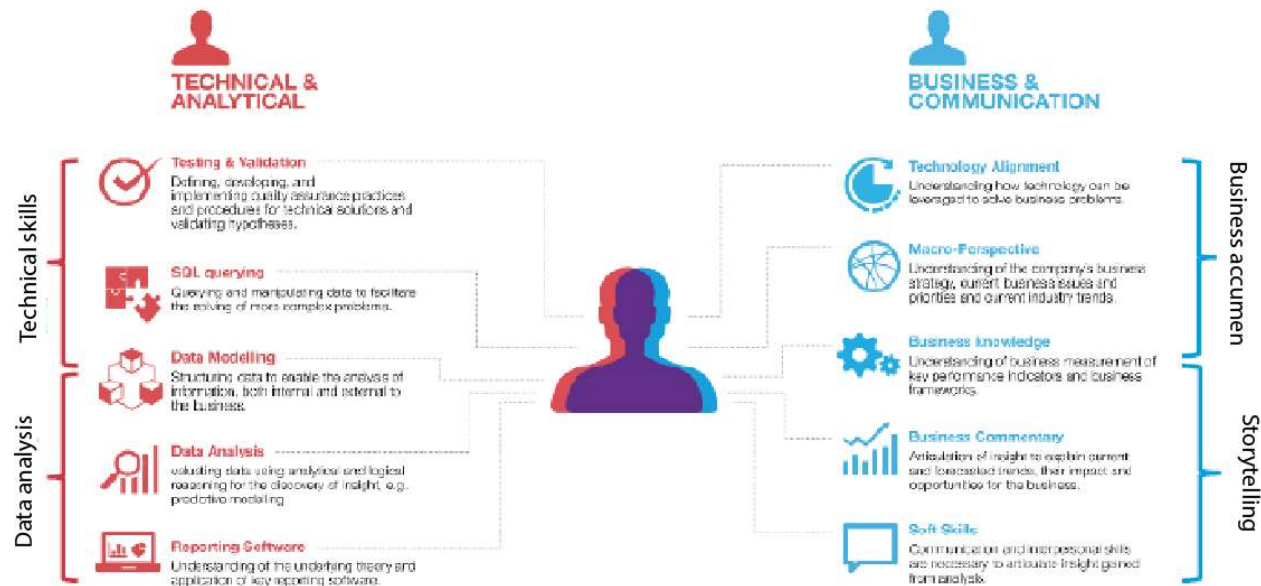 TECHNICAL &
ANALYTICAL
Technical skills
Testing & Validation
Defining, developing, and
implementing quality assurance practices
and procedures for technical solutions and
validating hypotheses.
SQL querying
Querying and manipulating data to facilitate
the solving of more complex problems.
Data analysis
Data Modelling
Structuring data to enable the analysis of
information, both internal and external to
the business.
Data Analysis
valuating data using analytical and logical
reasoning for the discovery of insight, e.g.,
predictive modelling
Reporting Software
Understanding of the underlying theory and
application of key reporting software.
BUSINESS &
COMMUNICATION
Business accumen
Technology Alignment
Understanding how technology can be
leveraged to solve business problems.
Macro-Perspective
Understanding of the company's business
strategy, current business issues and
priorities and current industry trends.
Business knowledge
Understanding of business measurement of
key performance indicators and business
frameworks.
Storytelling
Business Commentary
Articulation of insight to explain current
and forecasted trends, their impact and
opportunities for the business.
Soft Skills
Communication and interpersonal skills
are necessary to articulate insight gained
from analysis.